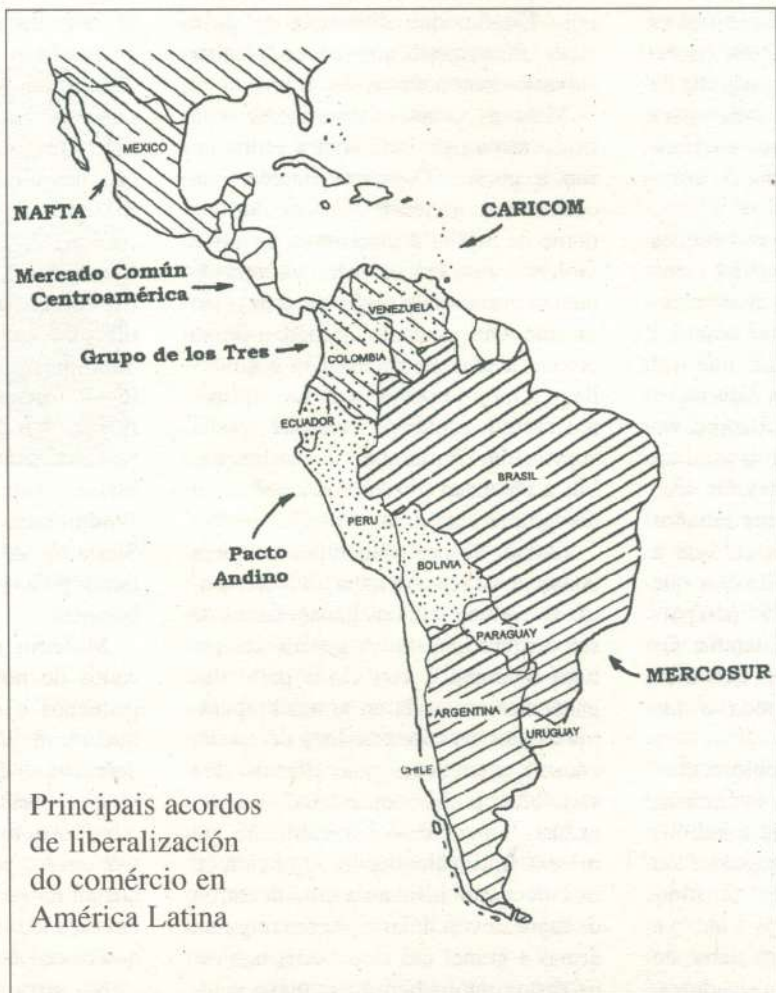 MEXICO
NAFTA
CARICOM
Mercado Común
Centroamérica
VENEZUELA
Grupo de los Tres
COLOMBIA
ECUADOR
BRASIL
PERU
Pacto
Andino
BOLIVIA
PARAGUAY
MERCOSUR
ARGENTINA
URUGUAY
CHILE
Principais acordos
de liberalización
do comércio en
América Latina